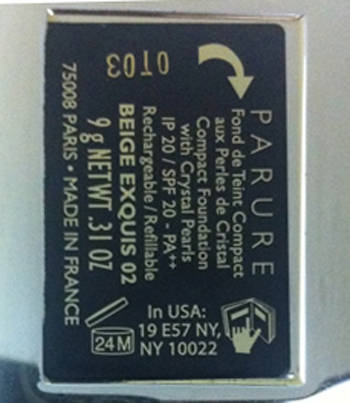 PARURE
Fond de Teint Compact
aux Perles de Cristal
Compact Foundation
with Crystal Pearls
IP 20 / SPF 20 - PA++
Rechargeable / Refillable
BEIGE EXQUIS 02
9 g NETWT .31 OZ
75008 PARIS • MADE IN FRANCE
0T03
In USA:
19 E57 NY,
NY 10022
24M